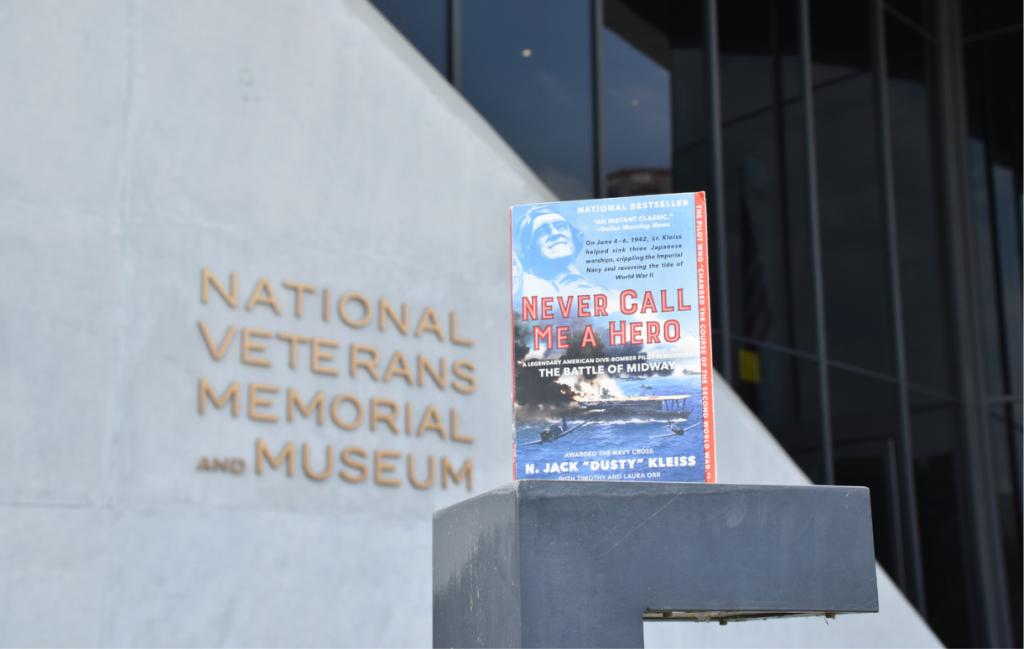 NATIONAL
VETERANS
MEMORIAL
AND MUSEUM
NATIONAL BESTSELLER
"AN INSTANT CLASSIC."
—Dallas Morning News
On June 4–6, 1942, Lt. Kleiss
helped sink three Japanese
warships, crippling the Imperial
Navy and reversing the tide of
World War II
NEVER CALL
ME A HERO
A LEGENDARY AMERICAN DIVE-BOMBER PILOT REMEMBERS
THE BATTLE OF MIDWAY
AWARDED THE NAVY CROSS
N. JACK "DUSTY" KLEISS
WITH TIMOTHY AND LAURA ORR
THE PILOT WHO "CHANGED THE COURSE OF THE SECOND WORLD WAR."